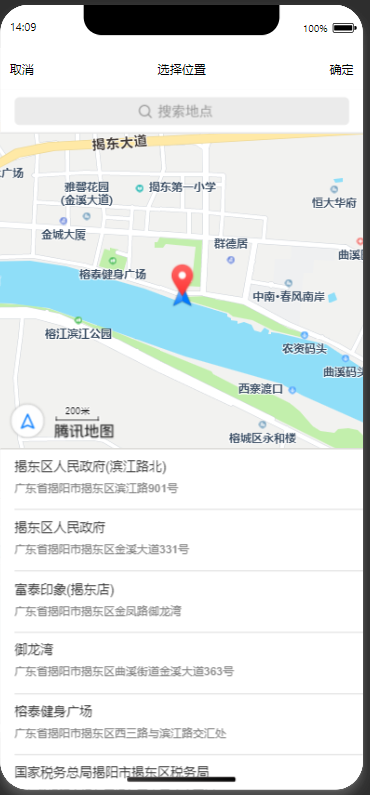 14:09
100%
取消
选择位置
确定
搜索地点
揭东大道
广场
雅馨花园
(金溪大道)
揭东第一小学
恒大华府
金城大厦
群德居
曲溪
榕泰健身广场
中南·春风南岸
榕江滨江公园
农资码头
曲溪码头
西寨渡口
200米
腾讯地图
榕城区永和楼
揭东区人民政府(滨江路北)
广东省揭阳市揭东区滨江路901号
揭东区人民政府
广东省揭阳市揭东区金溪大道331号
富泰印象(揭东店)
广东省揭阳市揭东区金凤路御龙湾
御龙湾
广东省揭阳市揭东区曲溪街道金溪大道363号
榕泰健身广场
广东省揭阳市揭东区西三路与滨江路交汇处
国家税务总局揭阳市揭东区税务局